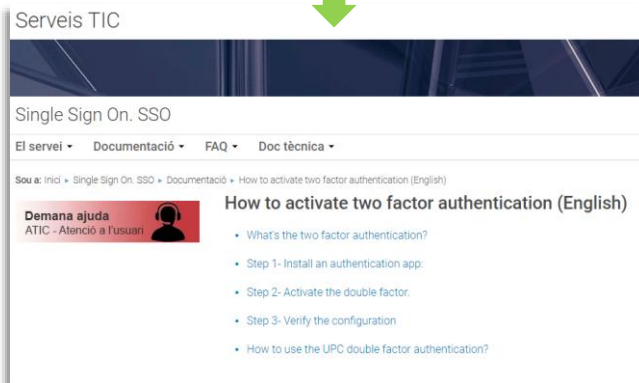 Serveis TIC
Single Sign On. SSO
El servei
Documentació
FAQ
Doc tècnica
Sou a: Inici ▸ Single Sign On. SSO ▸ Documentació ▸ How to activate two factor authentication (English)
Demana ajuda
ATIC - Atenció a l'usuari
How to activate two factor authentication (English)
• What's the two factor authentication?
• Step 1- Install an authentication app:
• Step 2- Activate the double factor.
• Step 3- Verify the configuration
• How to use the UPC double factor authentication?